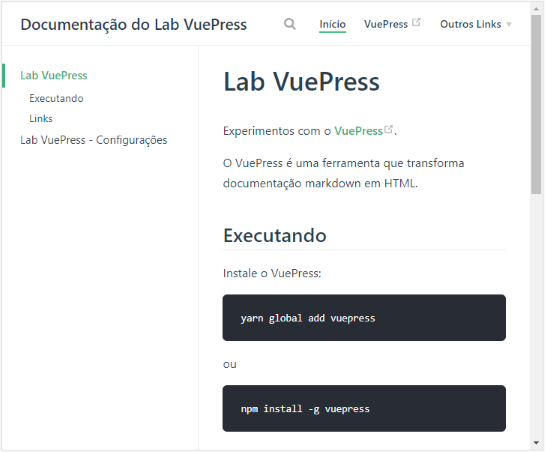 Documentação do Lab VuePress
Início
VuePress
Outros Links
Lab VuePress
Executando
Links
Lab VuePress - Configurações
Lab VuePress
Experimentos com o VuePress.
O VuePress é uma ferramenta que transforma
documentação markdown em HTML.
Executando
Instale o VuePress:
yarn global add vuepress
ou
npm install -g vuepress